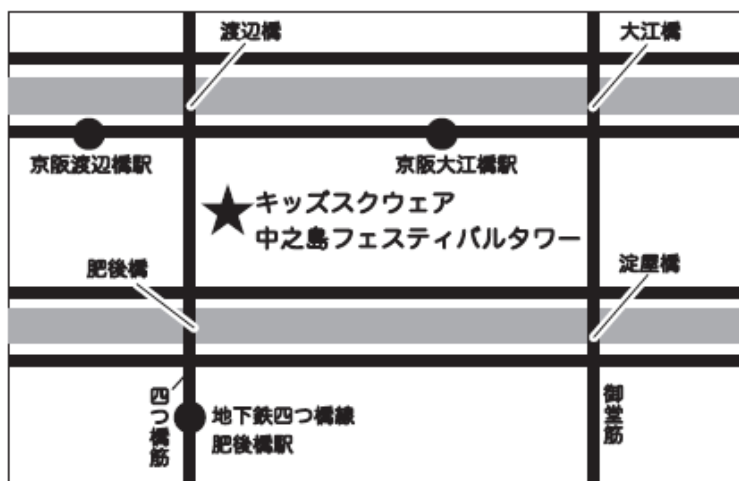 渡辺橋
大江橋
京阪渡辺橋駅
京阪大江橋駅
キッズスクウェア
中之島フェスティバルタワー
肥後橋
淀屋橋
四つ橋筋
地下鉄四つ橋線
肥後橋駅
御堂筋